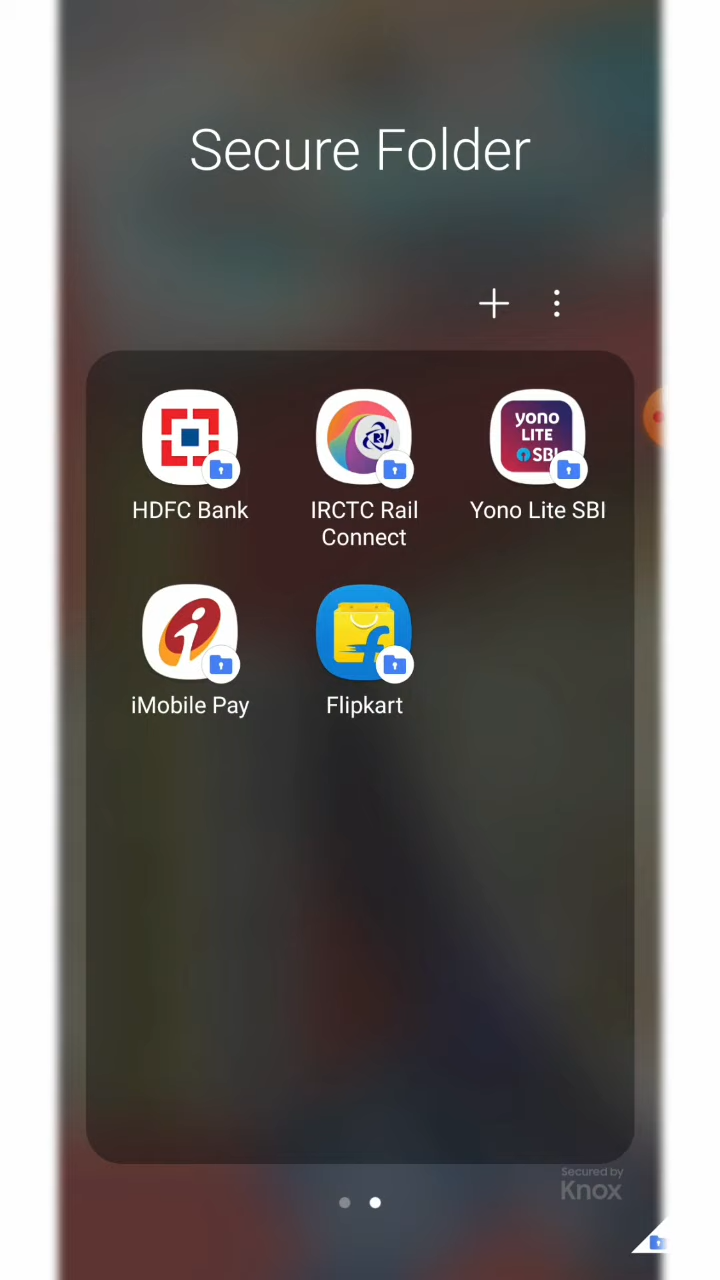 Secure Folder
yono
LITE
SBI
HDFC Bank
IRCTC Rail
Connect
Yono Lite SBI
iMobile Pay
Flipkart
Secured by
Knox